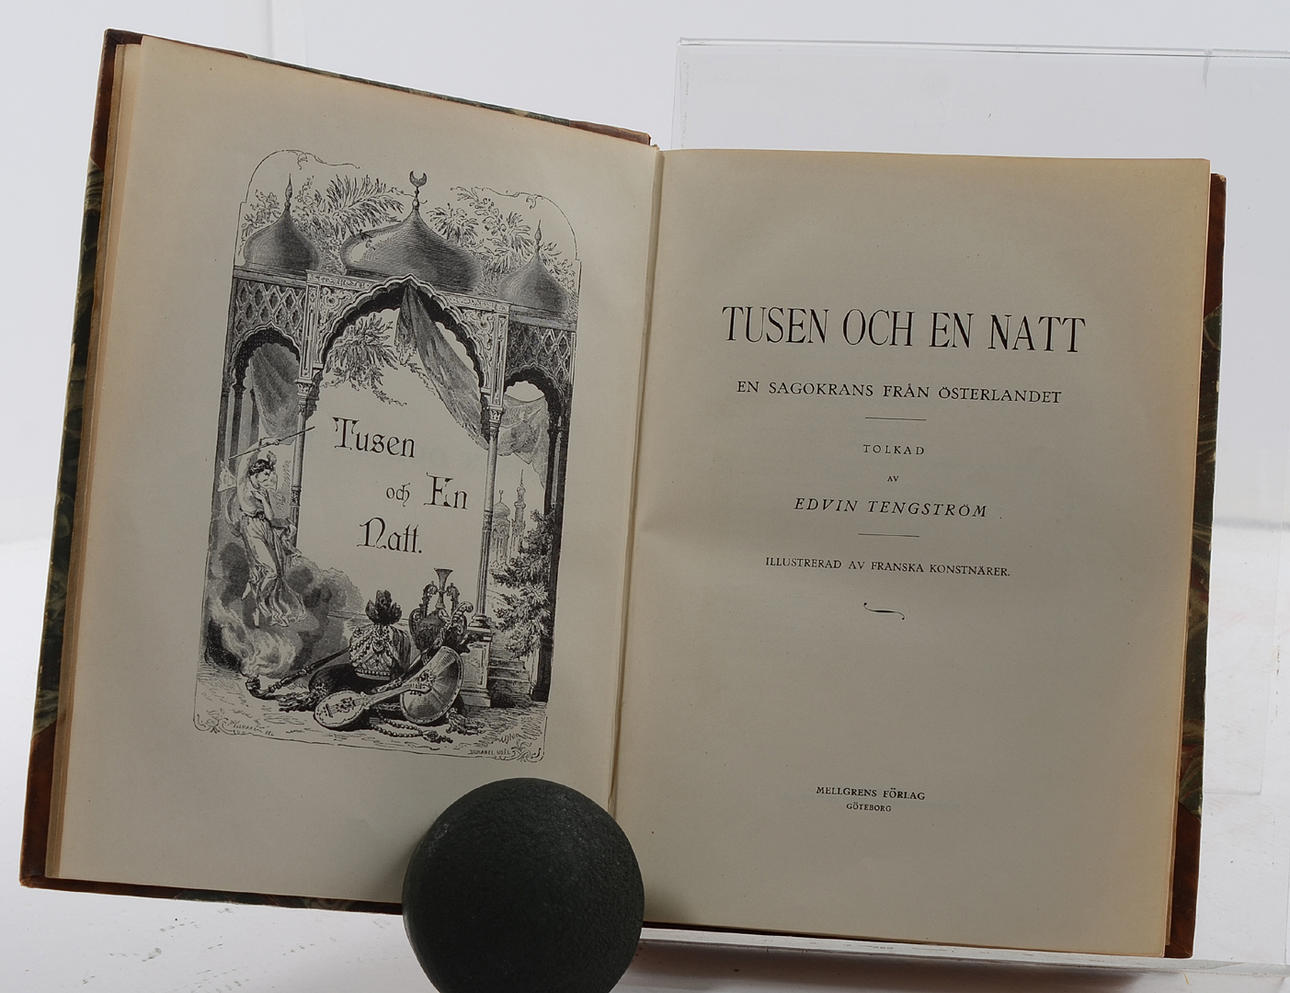 Tusen
och En
Natt.
TUSEN OCH EN NATT
EN SAGOKRANS FRÅN ÖSTERLANDET
TOLKAD
AV
EDVIN TENGSTRÖM
ILLUSTRERAD AV FRANSKA KONSTNÄRER.
MELLGRENS FÖRLAG
GÖTEBORG